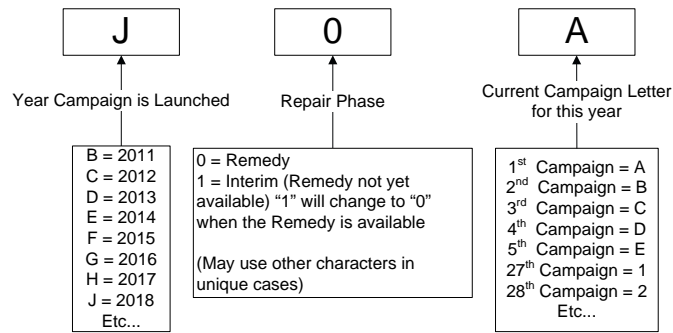 J 0 A
Year Campaign is Launched
Repair Phase
Current Campaign Letter
for this year
B = 2011
C = 2012
D = 2013
E = 2014
F = 2015
G = 2016
H = 2017
J = 2018
Etc...
0 = Remedy
1 = Interim (Remedy not yet
available) “1” will change to “0”
when the Remedy is available
(May use other characters in
unique cases)
1st Campaign = A
2nd Campaign = B
3rd Campaign = C
4th Campaign = D
5th Campaign = E
27th Campaign = 1
28th Campaign = 2
Etc...